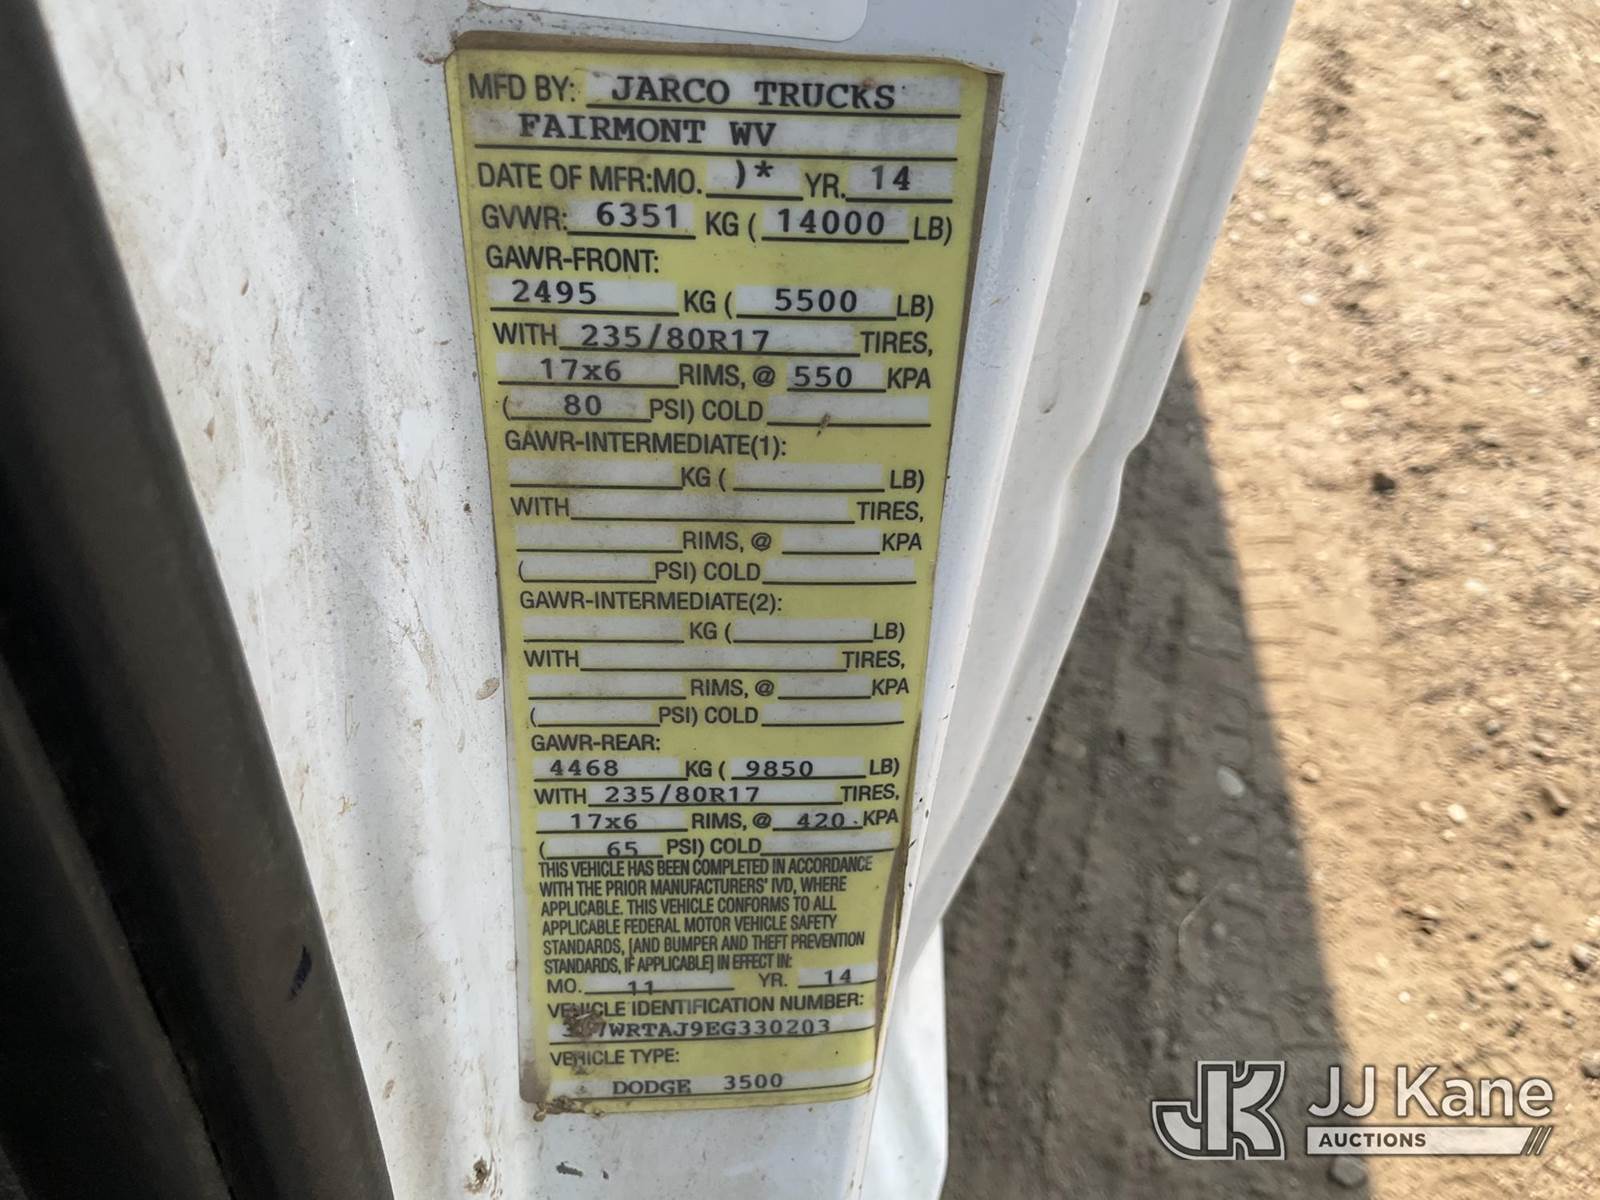 MFD BY: JARCO TRUCKS
FAIRMONT WV
DATE OF MFR:MO. )* YR. 14
GVWR: 6351 KG ( 14000 LB)
GAWR-FRONT:
2495 KG ( 5500 LB)
WITH 235/80R17 TIRES,
17x6 RIMS, @ 550 KPA
( 80 PSI) COLD
GAWR-INTERMEDIATE(1):
KG ( LB)
WITH TIRES,
RIMS, @ KPA
( PSI) COLD
GAWR-INTERMEDIATE(2):
KG ( LB)
WITH TIRES,
RIMS, @ KPA
( PSI) COLD
GAWR-REAR:
4468 KG ( 9850 LB)
WITH 235/80R17 TIRES,
17x6 RIMS, @ 420 KPA
( 65 PSI) COLD
THIS VEHICLE HAS BEEN COMPLETED IN ACCORDANCE
WITH THE PRIOR MANUFACTURERS' IVD, WHERE
APPLICABLE. THIS VEHICLE CONFORMS TO ALL
APPLICABLE FEDERAL MOTOR VEHICLE SAFETY
STANDARDS, [AND BUMPER AND THEFT PREVENTION
STANDARDS, IF APPLICABLE] IN EFFECT IN:
MO. 11 YR. 14
VEHICLE IDENTIFICATION NUMBER:
VEHICLE TYPE:
DODGE 3500
JK JJ Kane
AUCTIONS